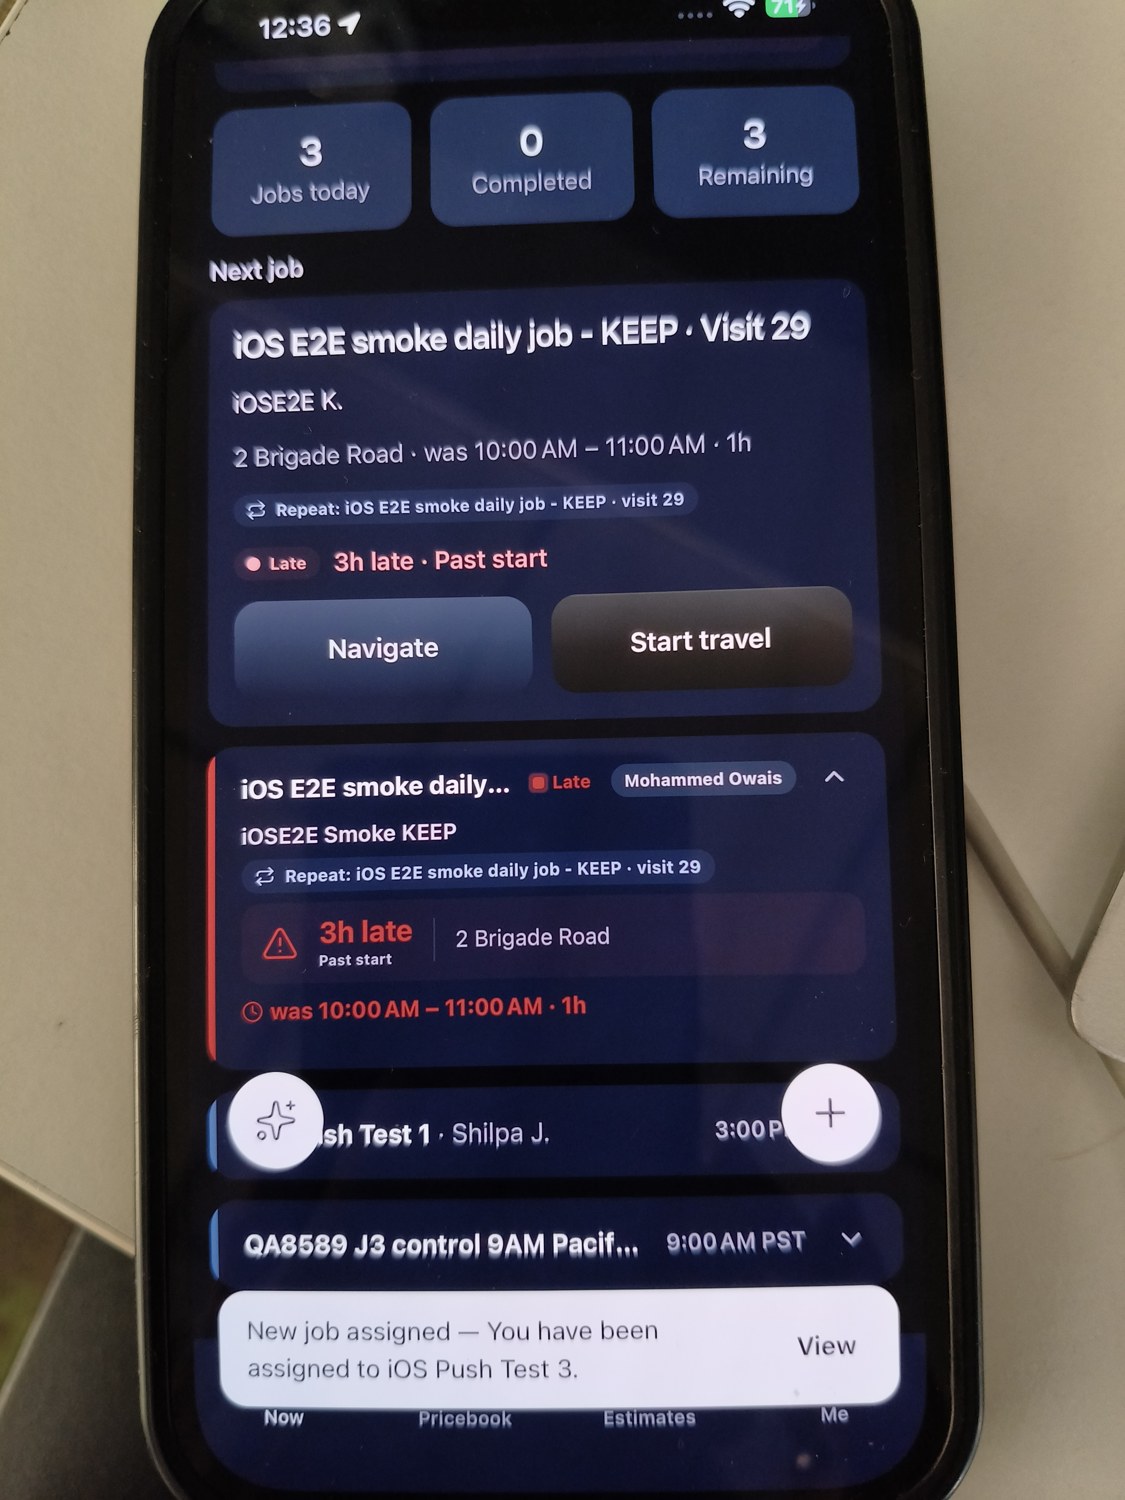 12:36
71
3
Jobs today
0
Completed
3
Remaining
Next job
iOS E2E smoke daily job - KEEP · Visit 29
iOSE2E K.
2 Brigade Road · was 10:00 AM – 11:00 AM · 1h
Repeat: iOS E2E smoke daily job - KEEP · visit 29
Late 3h late · Past start
Navigate
Start travel
iOS E2E smoke daily... Late Mohammed Owais
iOSE2E Smoke KEEP
Repeat: iOS E2E smoke daily job - KEEP · visit 29
3h late
Past start
2 Brigade Road
was 10:00 AM – 11:00 AM · 1h
Test 1 · Shilpa J. 3:00
QA8589 J3 control 9AM Pacif... 9:00 AM PST
New job assigned — You have been
assigned to iOS Push Test 3.
View
Now
Pricebook
Estimates
Me